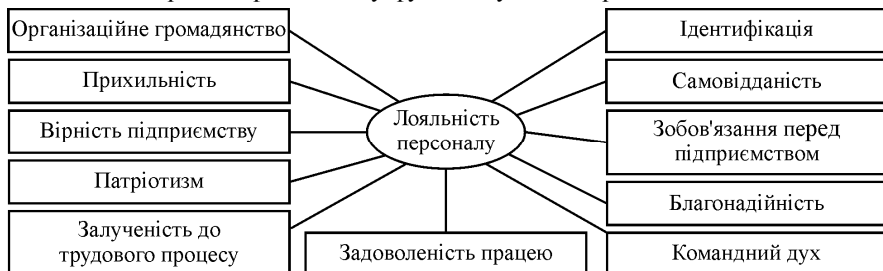 Організаційне громадянство
Прихильність
Вірність підприємству
Патріотизм
Залученість до
трудового процесу
Лояльність
персоналу
Задоволеність працею
Ідентифікація
Самовідданість
Зобов'язання перед
підприємством
Благонадійність
Командний дух